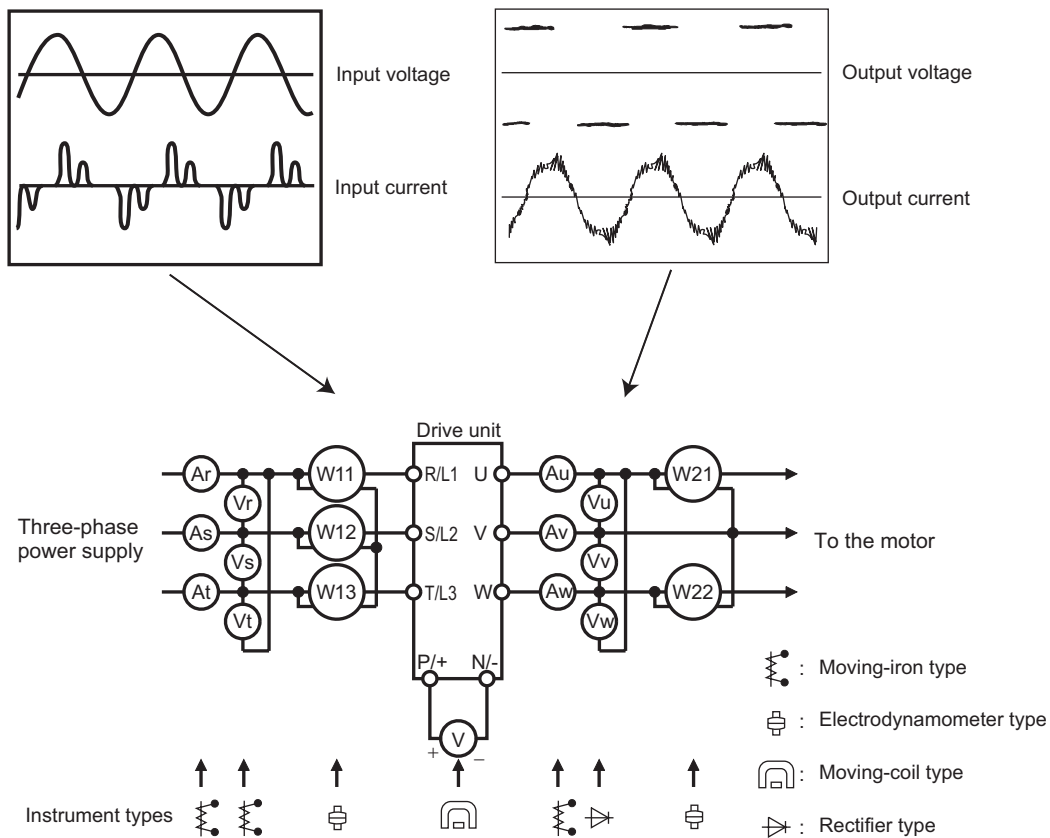 Input voltage
Input current
Output voltage
Output current
Drive unit
Ar
W11
R/L1
U
Au
W21
Vr
Vu
Three-phase
power supply
As
W12
S/L2
V
Av
To the motor
Vs
Vv
At
W13
T/L3
W
Aw
W22
Vt
Vw
P/+
N/-
+
V
−
: Moving-iron type
: Electrodynamometer type
: Moving-coil type
: Rectifier type
Instrument types